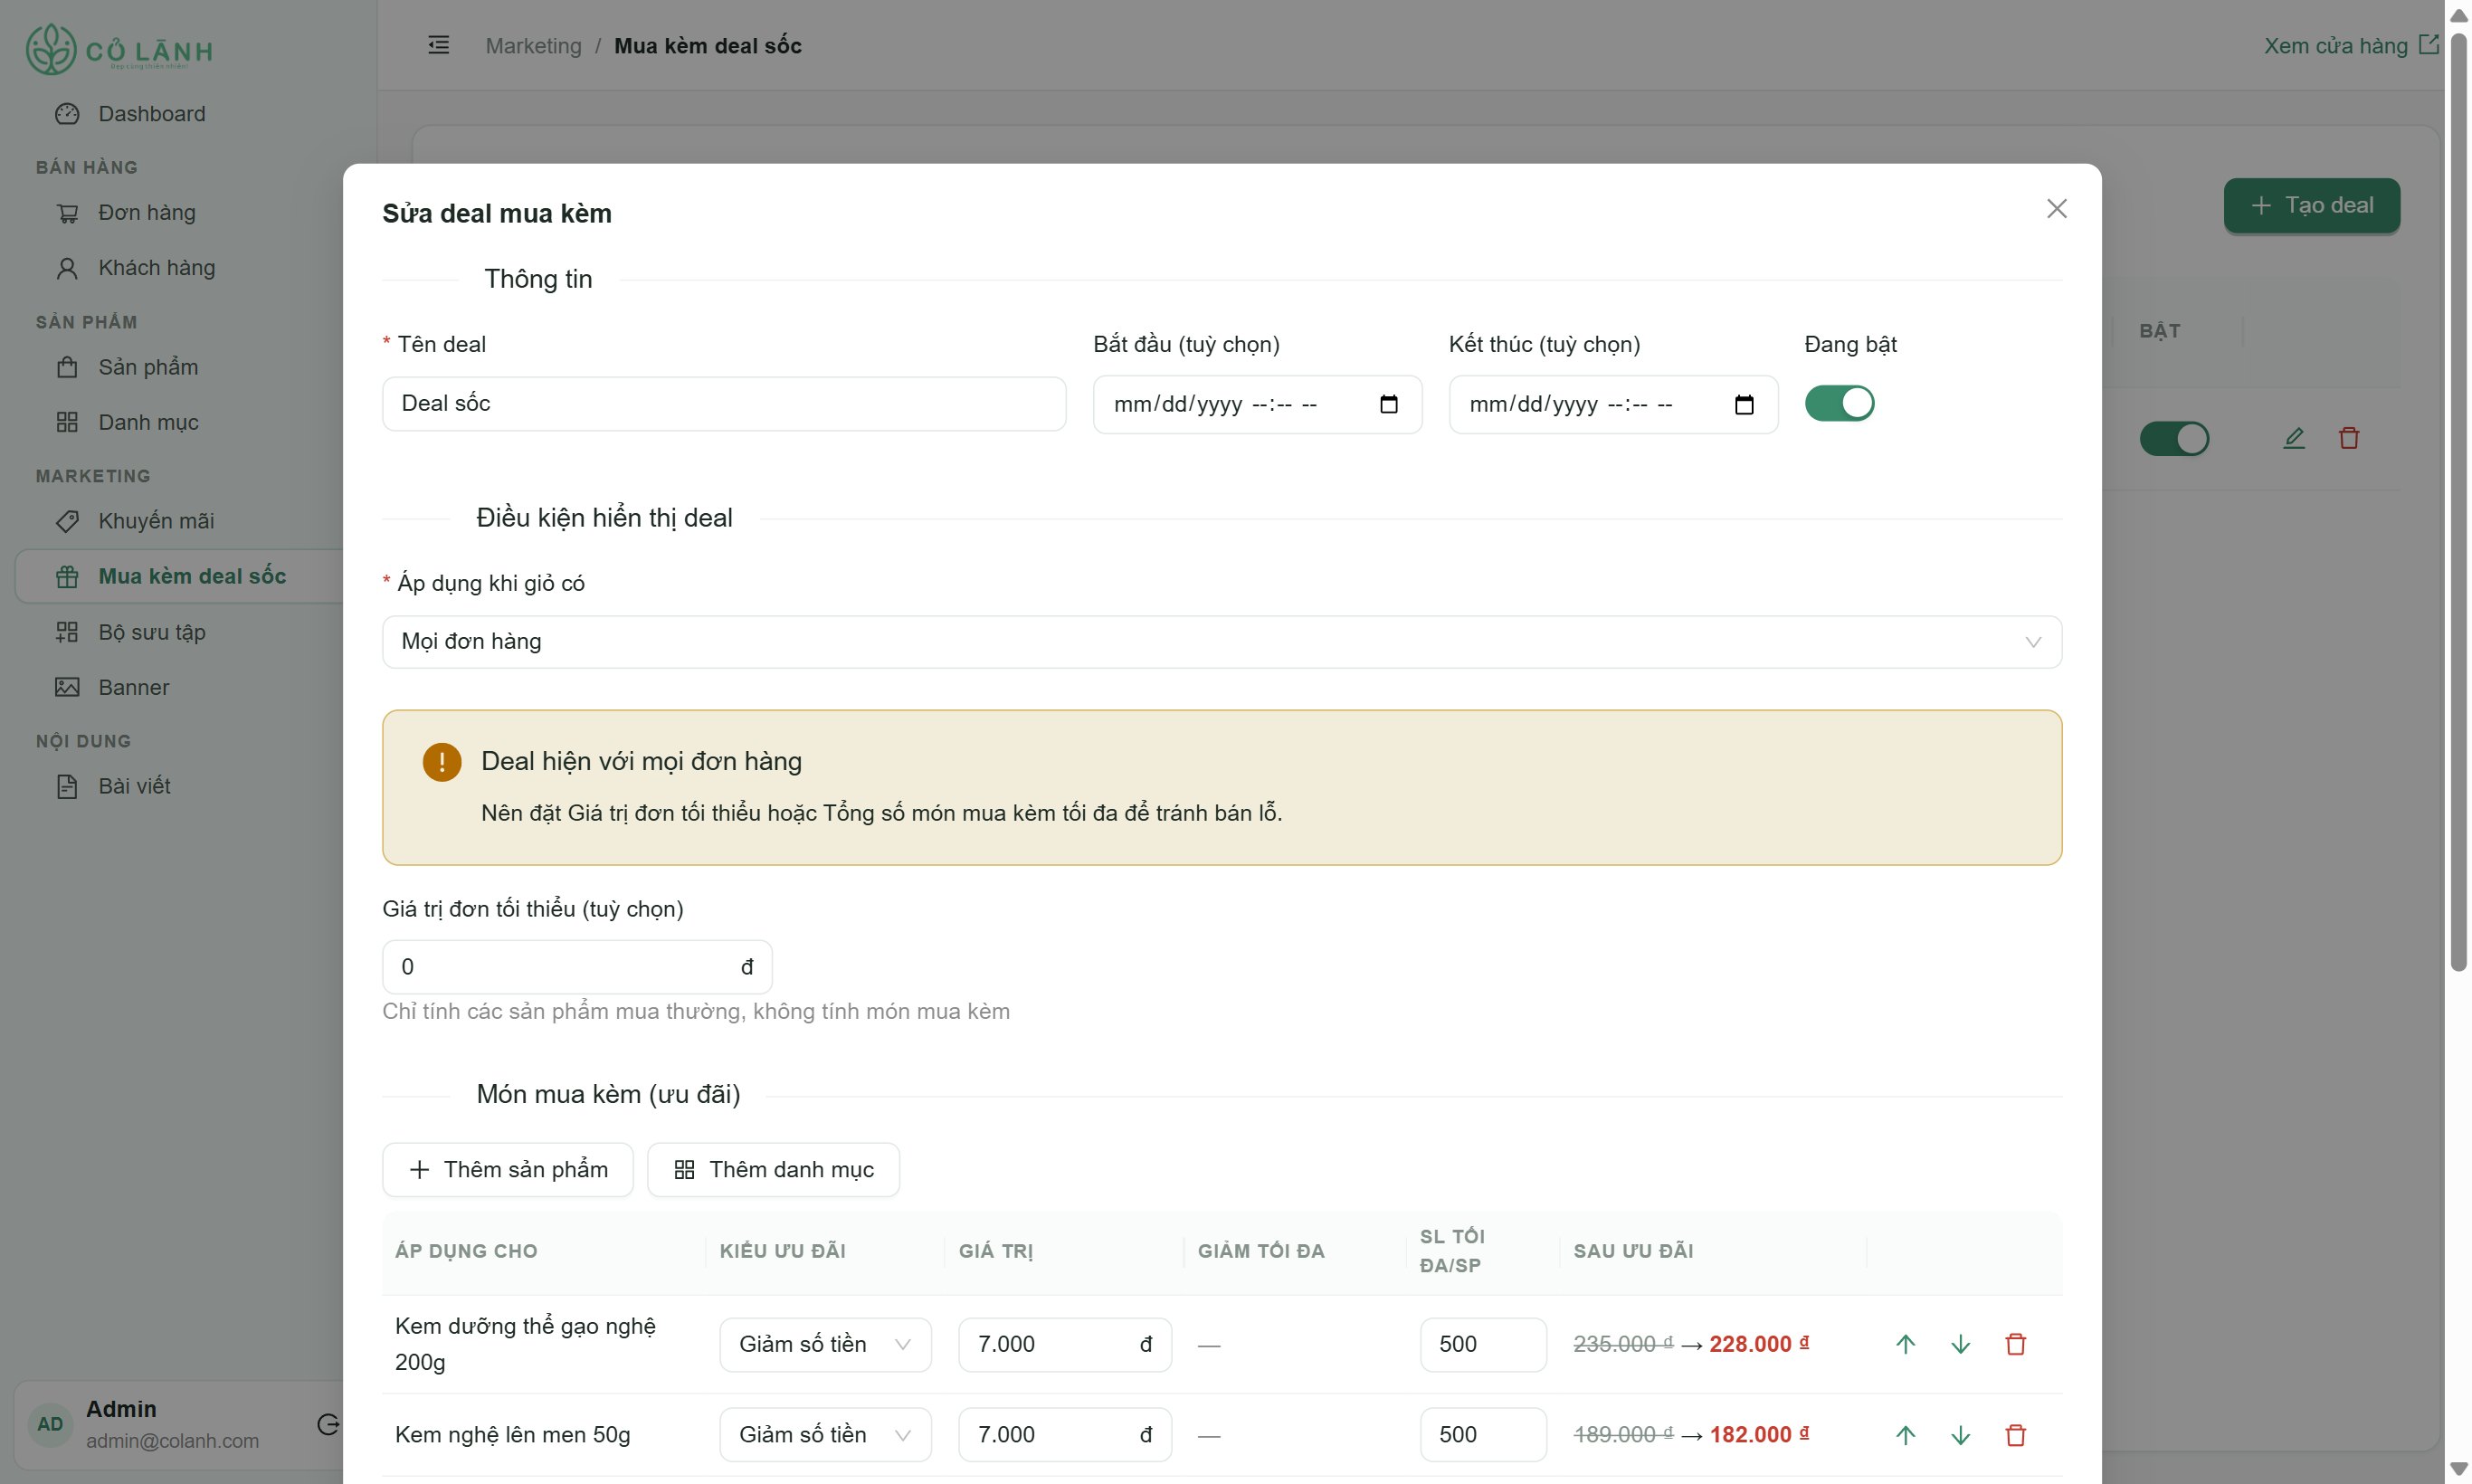 CỎ LÃNH
Dashboard
BÁN HÀNG
Đơn hàng
Khách hàng
SẢN PHẨM
Sản phẩm
Danh mục
MARKETING
Khuyến mãi
Mua kèm deal sốc
Bộ sưu tập
Banner
NỘI DUNG
Bài viết
AD
Admin
admin@colanh.com
Marketing / Mua kèm deal sốc
Xem cửa hàng
Tạo deal
BẬT
Sửa deal mua kèm
Thông tin
* Tên deal
Bắt đầu (tuỳ chọn)
Kết thúc (tuỳ chọn)
Đang bật
Deal sốc
mm/dd/yyyy --:-- --
mm/dd/yyyy --:-- --
Điều kiện hiển thị deal
* Áp dụng khi giỏ có
Mọi đơn hàng
Deal hiện với mọi đơn hàng
Nên đặt Giá trị đơn tối thiểu hoặc Tổng số món mua kèm tối đa để tránh bán lỗ.
Giá trị đơn tối thiểu (tuỳ chọn)
0 đ
Chỉ tính các sản phẩm mua thường, không tính món mua kèm
Món mua kèm (ưu đãi)
Thêm sản phẩm
Thêm danh mục
ÁP DỤNG CHO KIỂU ƯU ĐÃI GIÁ TRỊ GIẢM TỐI ĐA SL TỐI ĐA/SP SAU ƯU ĐÃI
Kem dưỡng thể gạo nghệ 200g Giảm số tiền 7.000 đ — 500 235.000 ₫ → 228.000 ₫
Kem nghệ lên men 50g Giảm số tiền 7.000 đ — 500 189.000 ₫ → 182.000 ₫